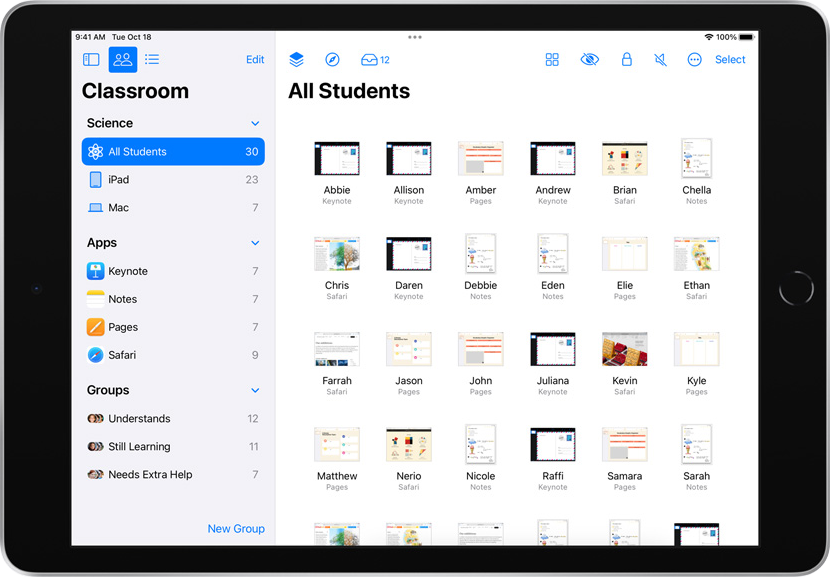 9:41 AM Tue Oct 18
100%
Edit
12
Select
Classroom
Science
All Students 30
iPad 23
Mac 7
Apps
Keynote 7
Notes 7
Pages 7
Safari 9
Groups
Understands 12
Still Learning 11
Needs Extra Help 7
New Group
All Students
Abbie Allison Amber Andrew Brian Chella
Keynote Keynote Pages Keynote Safari Notes
Chris Daren Debbie Eden Elie Ethan
Safari Keynote Notes Notes Pages Safari
Farrah Jason John Juliana Kevin Kyle
Safari Pages Pages Keynote Safari Pages
Matthew Nerio Nicole Raffi Samara Sarah
Pages Safari Notes Keynote Pages Notes